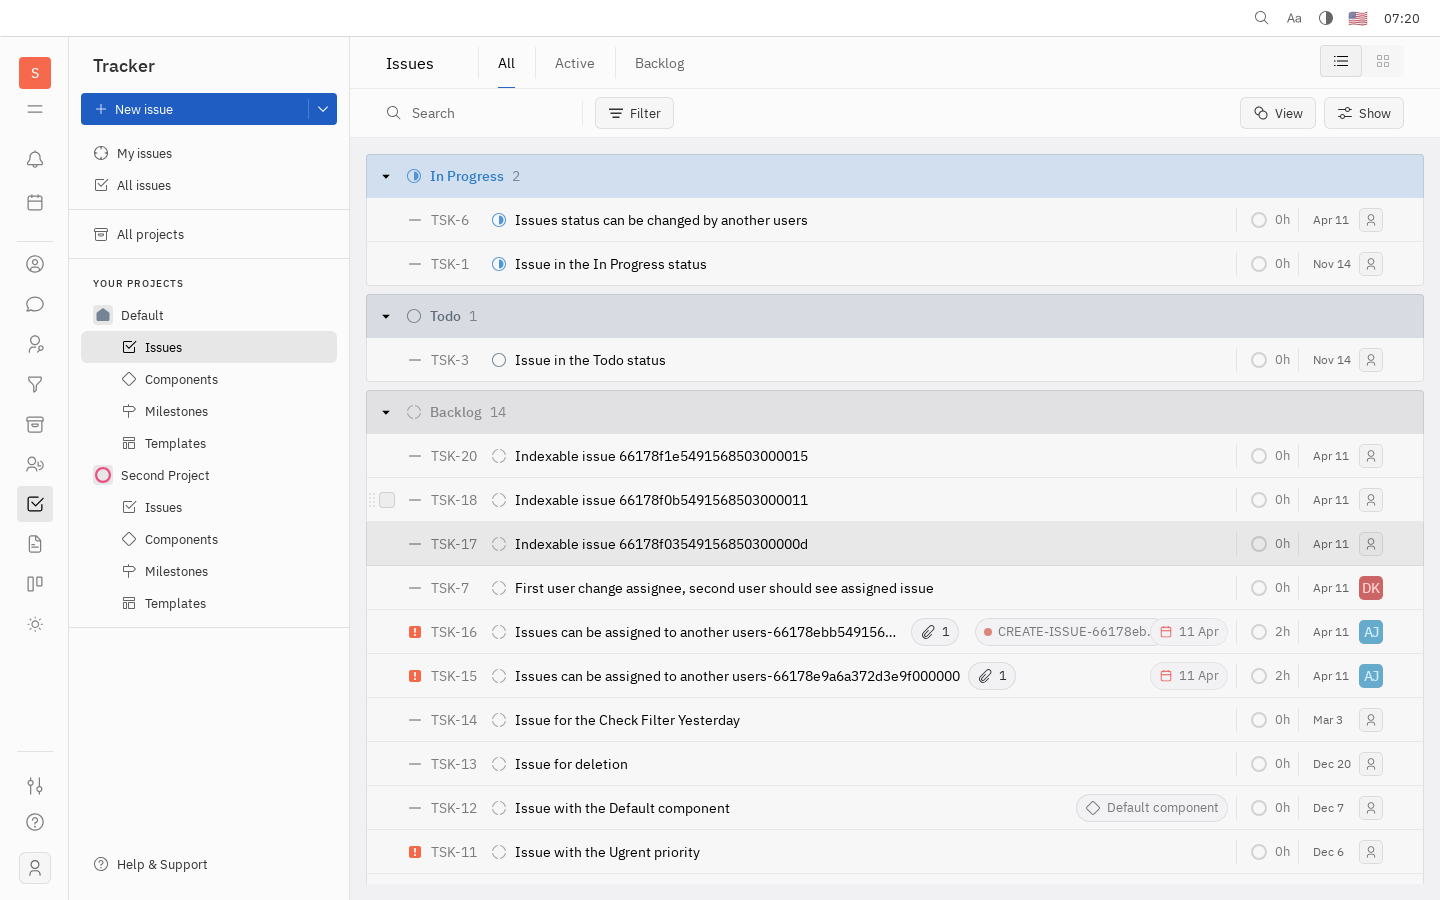 Aa 07:20
S
Tracker
New issue
My issues
All issues
All projects
YOUR PROJECTS
Default
Issues
Components
Milestones
Templates
Second Project
Issues
Components
Milestones
Templates
Help & Support
Issues All Active Backlog
Search Filter View Show
In Progress 2
TSK-6 Issues status can be changed by another users 0h Apr 11
TSK-1 Issue in the In Progress status 0h Nov 14
Todo 1
TSK-3 Issue in the Todo status 0h Nov 14
Backlog 14
TSK-20 Indexable issue 66178f1e5491568503000015 0h Apr 11
TSK-18 Indexable issue 66178f0b5491568503000011 0h Apr 11
TSK-17 Indexable issue 66178f03549156850300000d 0h Apr 11
TSK-7 First user change assignee, second user should see assigned issue 0h Apr 11 DK
TSK-16 Issues can be assigned to another users-66178ebb549156... 1 CREATE-ISSUE-66178eb. 11 Apr 2h Apr 11 AJ
TSK-15 Issues can be assigned to another users-66178e9a6a372d3e9f000000 1 11 Apr 2h Apr 11 AJ
TSK-14 Issue for the Check Filter Yesterday 0h Mar 3
TSK-13 Issue for deletion 0h Dec 20
TSK-12 Issue with the Default component Default component 0h Dec 7
TSK-11 Issue with the Ugrent priority 0h Dec 6